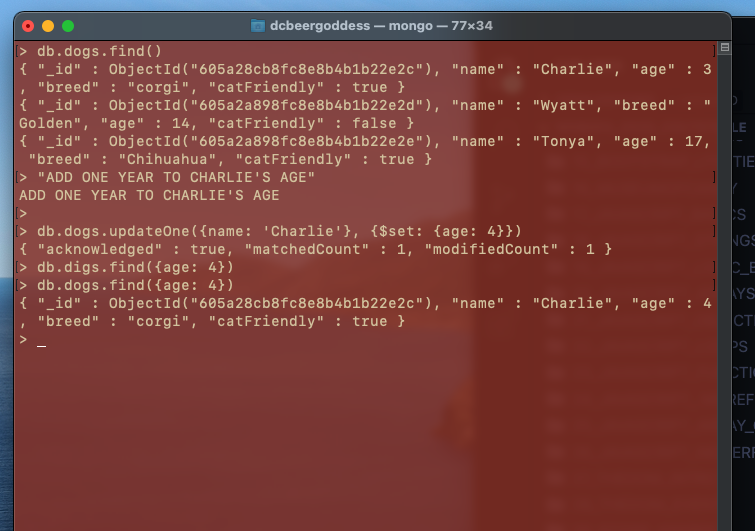 dcbeergoddess — mongo — 77×34
[> db.dogs.find() ]
{ "_id" : ObjectId("605a28cb8fc8e8b4b1b22e2c"), "name" : "Charlie", "age" : 3
, "breed" : "corgi", "catFriendly" : true }
{ "_id" : ObjectId("605a2a898fc8e8b4b1b22e2d"), "name" : "Wyatt", "breed" : "
Golden", "age" : 14, "catFriendly" : false }
{ "_id" : ObjectId("605a2a898fc8e8b4b1b22e2e"), "name" : "Tonya", "age" : 17,
 "breed" : "Chihuahua", "catFriendly" : true }
[> "ADD ONE YEAR TO CHARLIE'S AGE" ]
ADD ONE YEAR TO CHARLIE'S AGE
[> ]
[> db.dogs.updateOne({name: 'Charlie'}, {$set: {age: 4}}) ]
{ "acknowledged" : true, "matchedCount" : 1, "modifiedCount" : 1 }
[> db.digs.find({age: 4}) ]
[> db.dogs.find({age: 4}) ]
{ "_id" : ObjectId("605a28cb8fc8e8b4b1b22e2c"), "name" : "Charlie", "age" : 4
, "breed" : "corgi", "catFriendly" : true }
> _